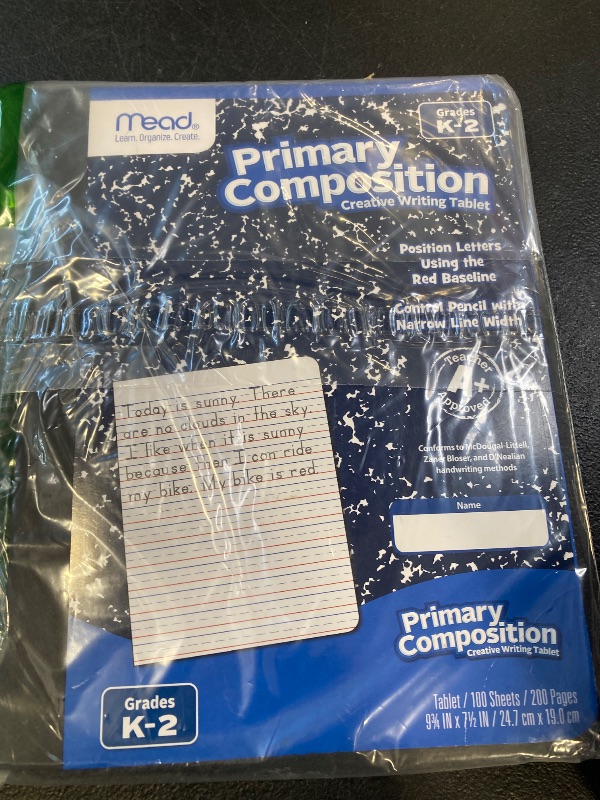 Mead®
Learn. Organize. Create.
Grades
K-2
Primary
Composition
Creative Writing Tablet
Position Letters
Using the
Red Baseline
Control Pencil with
Narrow Line Width
Teacher
A+
Approved
Today is sunny. There
are no clouds in the sky.
I like when it is sunny
because then I can ride
my bike. My bike is red.
Conforms to McDougal-Littell,
Zaner Bloser, and D'Nealian
handwriting methods
Name
Primary
Composition
Creative Writing Tablet
Grades
K-2
Tablet / 100 Sheets / 200 Pages
9¾ IN x 7½ IN / 24.7 cm x 19.0 cm